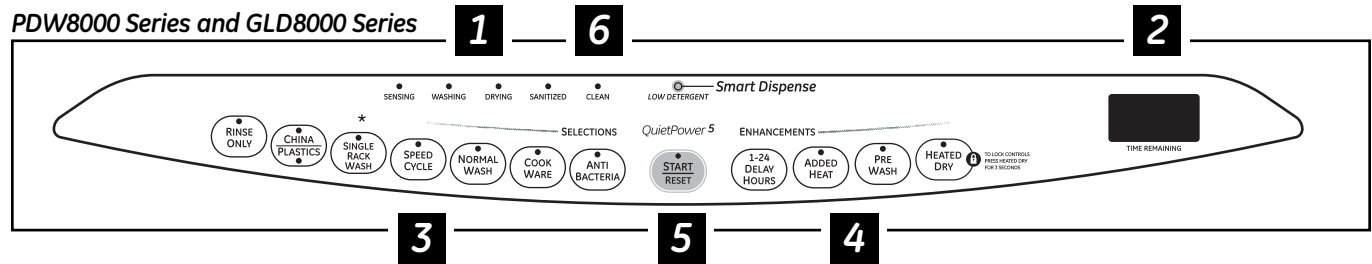 PDW8000 Series and GLD8000 Series
1
6
2
SENSING
WASHING
DRYING
SANITIZED
CLEAN
LOW DETERGENT
Smart Dispense
*
SELECTIONS
QuietPower 5
ENHANCEMENTS
RINSE
ONLY
CHINA
PLASTICS
SINGLE
RACK
WASH
SPEED
CYCLE
NORMAL
WASH
COOK
WARE
ANTI
BACTERIA
START
RESET
1-24
DELAY
HOURS
ADDED
HEAT
PRE
WASH
HEATED
DRY
TO LOCK CONTROLS
PRESS HEATED DRY
FOR 3 SECONDS
TIME REMAINING
3
5
4